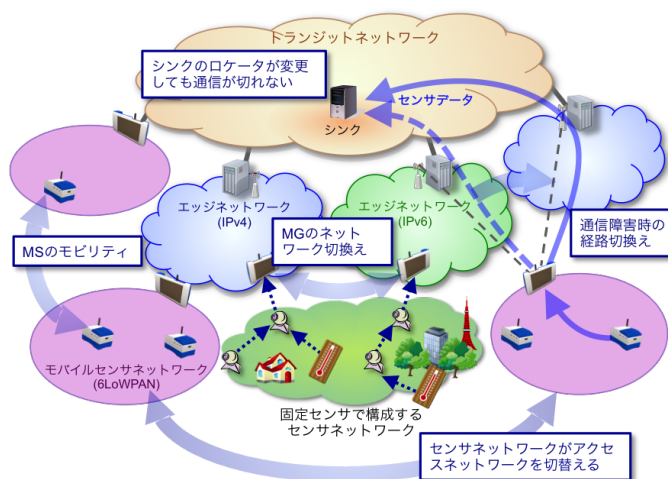 トランジットネットワーク
シンクのロケータが変更
しても通信が切れない
センサデータ
シンク
エッジネットワーク
(IPv4)
エッジネットワーク
(IPv6)
通信障害時の
経路切換え
MGのネット
ワーク切換え
MSのモビリティ
モバイルセンサネットワーク
(6LoWPAN)
固定センサで構成する
センサネットワーク
センサネットワークがアクセ
スネットワークを切替える